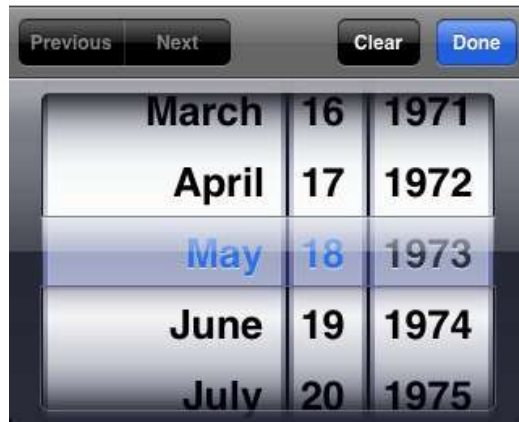 Previous Next Clear Done
March 16 1971
April 17 1972
May 18 1973
June 19 1974
July 20 1975